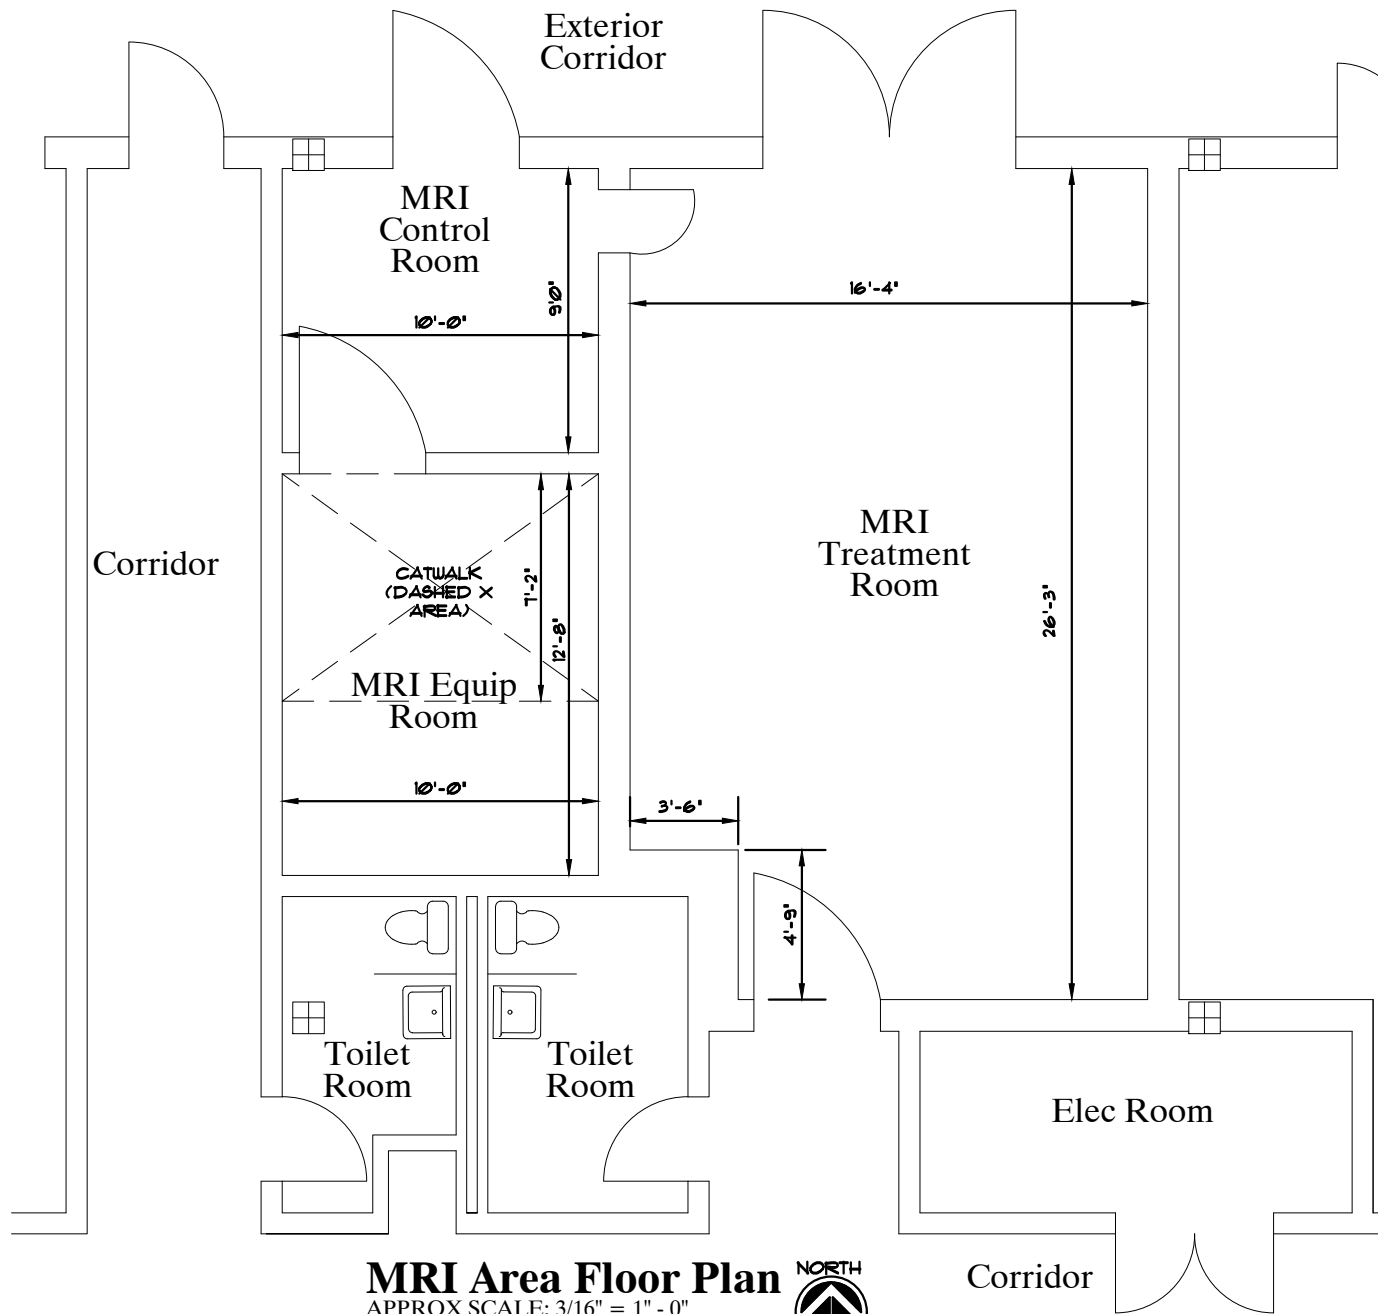 Exterior
Corridor
MRI
Control
Room
9'0"
10'-0"
16'-4"
MRI
Treatment
Room
26'-3"
Corridor
CATWALK
(DASHED X
AREA)
7'-2"
12'-8"
MRI Equip
Room
10'-0"
3'-6"
4'-9"
Toilet
Room
Toilet
Room
Elec Room
MRI Area Floor Plan
APPROX SCALE: 3/16" = 1" - 0"
NORTH
Corridor